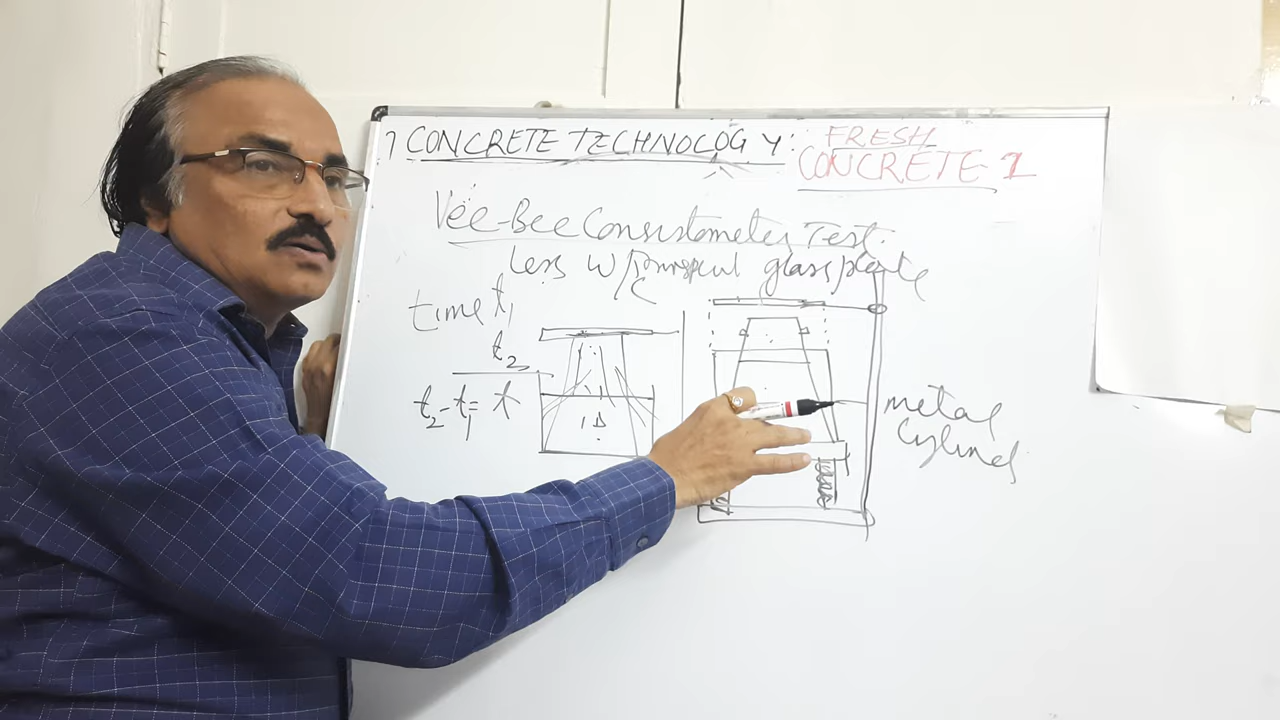 7 CONCRETE TECHNOLOGY: FRESH
CONCRETE 1
Vee-Bee Consistometer Test.
Less W/C transparent glass plate
time t1
t2
t2-t1= t
metal
Cylinder